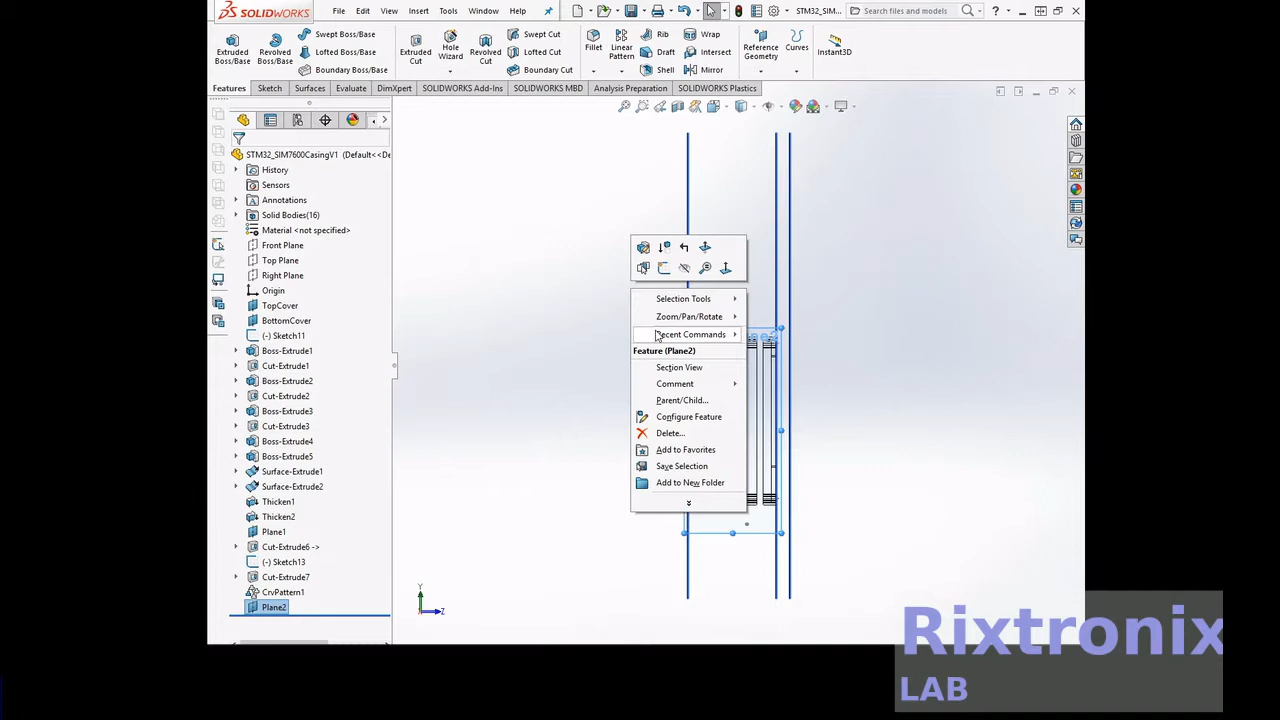 SOLIDWORKS
File
Edit
View
Insert
Tools
Window
Help
STM32_SIM...
Search files and models
Extruded Boss/Base
Revolved Boss/Base
Swept Boss/Base
Lofted Boss/Base
Boundary Boss/Base
Extruded Cut
Hole Wizard
Revolved Cut
Swept Cut
Lofted Cut
Boundary Cut
Fillet
Linear Pattern
Rib
Draft
Shell
Wrap
Intersect
Mirror
Reference Geometry
Curves
Instant3D
Features
Sketch
Surfaces
Evaluate
DimXpert
SOLIDWORKS Add-Ins
SOLIDWORKS MBD
Analysis Preparation
SOLIDWORKS Plastics
STM32_SIM7600CasingV1 (Default<<De
History
Sensors
Annotations
Solid Bodies(16)
Material <not specified>
Front Plane
Top Plane
Right Plane
Origin
TopCover
BottomCover
(-) Sketch11
Boss-Extrude1
Cut-Extrude1
Boss-Extrude2
Cut-Extrude2
Boss-Extrude3
Cut-Extrude3
Boss-Extrude4
Boss-Extrude5
Surface-Extrude1
Surface-Extrude2
Thicken1
Thicken2
Plane1
Cut-Extrude6 ->
(-) Sketch13
Cut-Extrude7
CrvPattern1
Plane2
Selection Tools
Zoom/Pan/Rotate
Recent Commands
Feature (Plane2)
Section View
Comment
Parent/Child...
Configure Feature
Delete...
Add to Favorites
Save Selection
Add to New Folder
Y
Z
Rixtronix
LAB